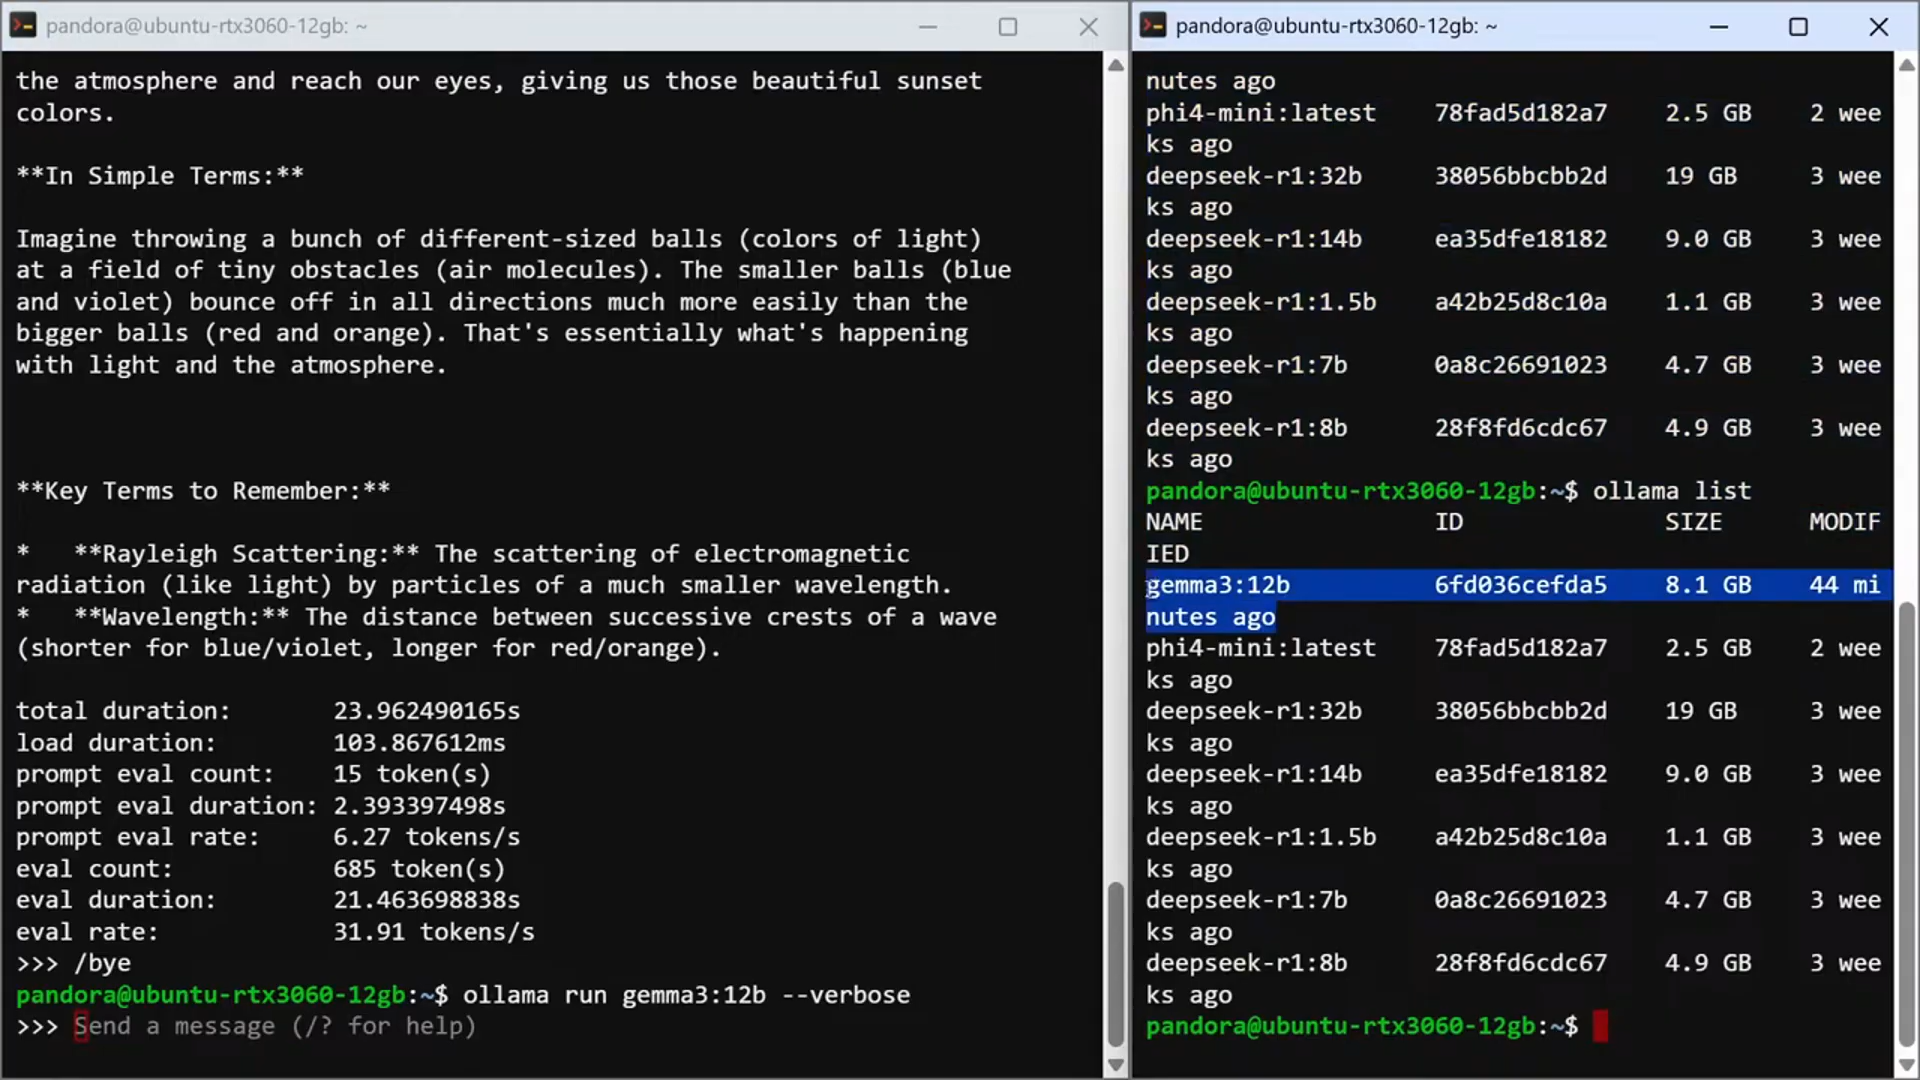 pandora@ubuntu-rtx3060-12gb: ~
the atmosphere and reach our eyes, giving us those beautiful sunset
colors.
**In Simple Terms:**
Imagine throwing a bunch of different-sized balls (colors of light)
at a field of tiny obstacles (air molecules). The smaller balls (blue
and violet) bounce off in all directions much more easily than the
bigger balls (red and orange). That's essentially what's happening
with light and the atmosphere.
**Key Terms to Remember:**
*   **Rayleigh Scattering:** The scattering of electromagnetic
radiation (like light) by particles of a much smaller wavelength.
*   **Wavelength:** The distance between successive crests of a wave
(shorter for blue/violet, longer for red/orange).
total duration:       23.962490165s
load duration:        103.867612ms
prompt eval count:    15 token(s)
prompt eval duration: 2.393397498s
prompt eval rate:     6.27 tokens/s
eval count:           685 token(s)
eval duration:        21.463698838s
eval rate:            31.91 tokens/s
>>> /bye
pandora@ubuntu-rtx3060-12gb:~$ ollama run gemma3:12b --verbose
>>> Send a message (/? for help)
pandora@ubuntu-rtx3060-12gb: ~
nutes ago
phi4-mini:latest    78fad5d182a7    2.5 GB    2 wee
ks ago
deepseek-r1:32b     38056bbcbb2d    19 GB     3 wee
ks ago
deepseek-r1:14b     ea35dfe18182    9.0 GB    3 wee
ks ago
deepseek-r1:1.5b    a42b25d8c10a    1.1 GB    3 wee
ks ago
deepseek-r1:7b      0a8c26691023    4.7 GB    3 wee
ks ago
deepseek-r1:8b      28f8fd6cdc67    4.9 GB    3 wee
ks ago
pandora@ubuntu-rtx3060-12gb:~$ ollama list
NAME                ID              SIZE      MODIF
IED
gemma3:12b          6fd036cefda5    8.1 GB    44 mi
nutes ago
phi4-mini:latest    78fad5d182a7    2.5 GB    2 wee
ks ago
deepseek-r1:32b     38056bbcbb2d    19 GB     3 wee
ks ago
deepseek-r1:14b     ea35dfe18182    9.0 GB    3 wee
ks ago
deepseek-r1:1.5b    a42b25d8c10a    1.1 GB    3 wee
ks ago
deepseek-r1:7b      0a8c26691023    4.7 GB    3 wee
ks ago
deepseek-r1:8b      28f8fd6cdc67    4.9 GB    3 wee
ks ago
pandora@ubuntu-rtx3060-12gb:~$